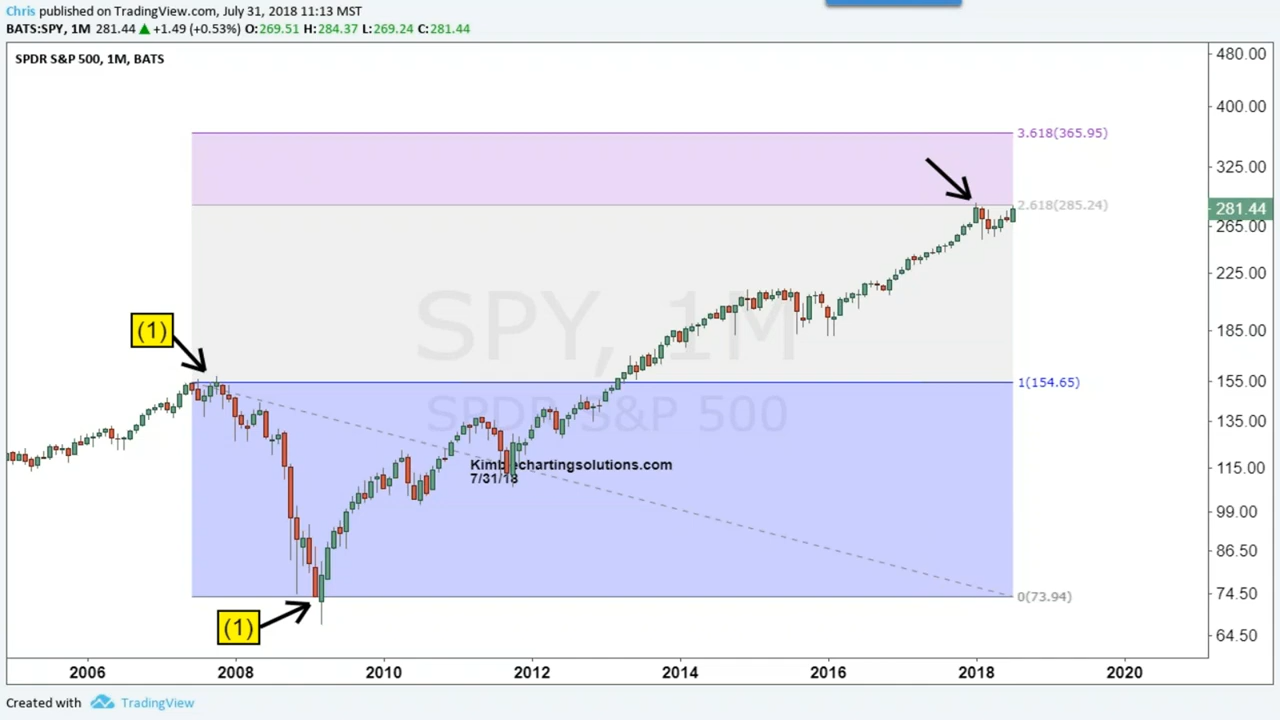 Chris published on TradingView.com, July 31, 2018 11:13 MST
BATS:SPY, 1M 281.44 ▲ +1.49 (+0.53%) O:269.51 H:284.37 L:269.24 C:281.44
SPDR S&P 500, 1M, BATS
480.00
400.00
3.618(365.95)
325.00
2.618(285.24)
281.44
265.00
225.00
SPY, 1M
(1)
185.00
1(154.65)
155.00
SPDR S&P 500
135.00
Kimblechartingsolutions.com
115.00
7/31/18
99.00
86.50
74.50
0(73.94)
(1)
64.50
2006 2008 2010 2012 2014 2016 2018 2020
Created with TradingView